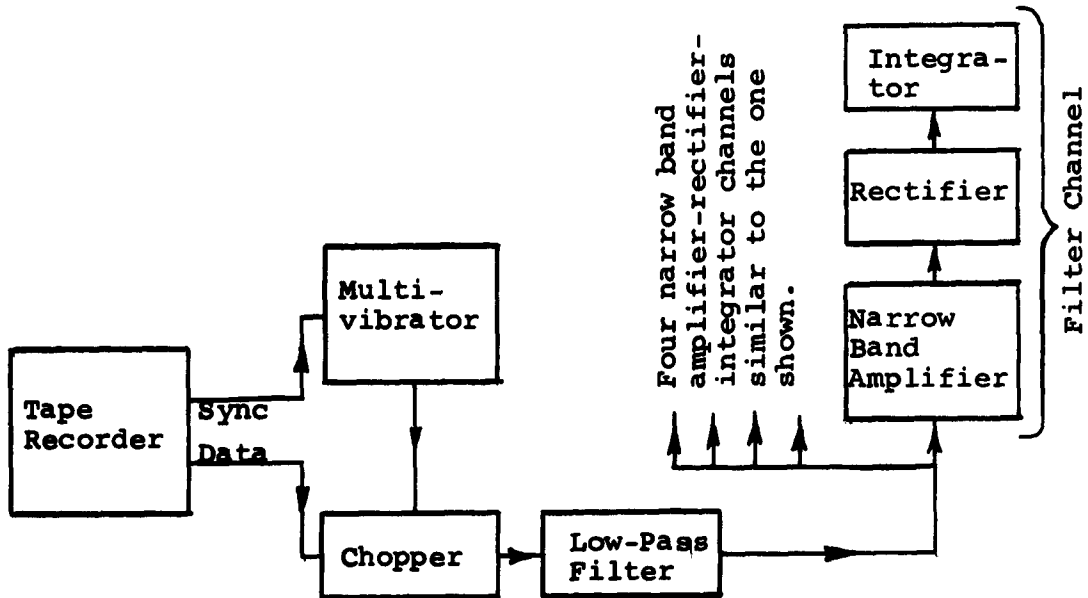 Tape
Recorder
Sync
Data
Multi-
vibrator
Chopper
Low-Pass
Filter
Four narrow band
amplifier-rectifier-
integrator channels
similar to the one
shown.
Integra-
tor
Rectifier
Narrow
Band
Amplifier
Filter Channel